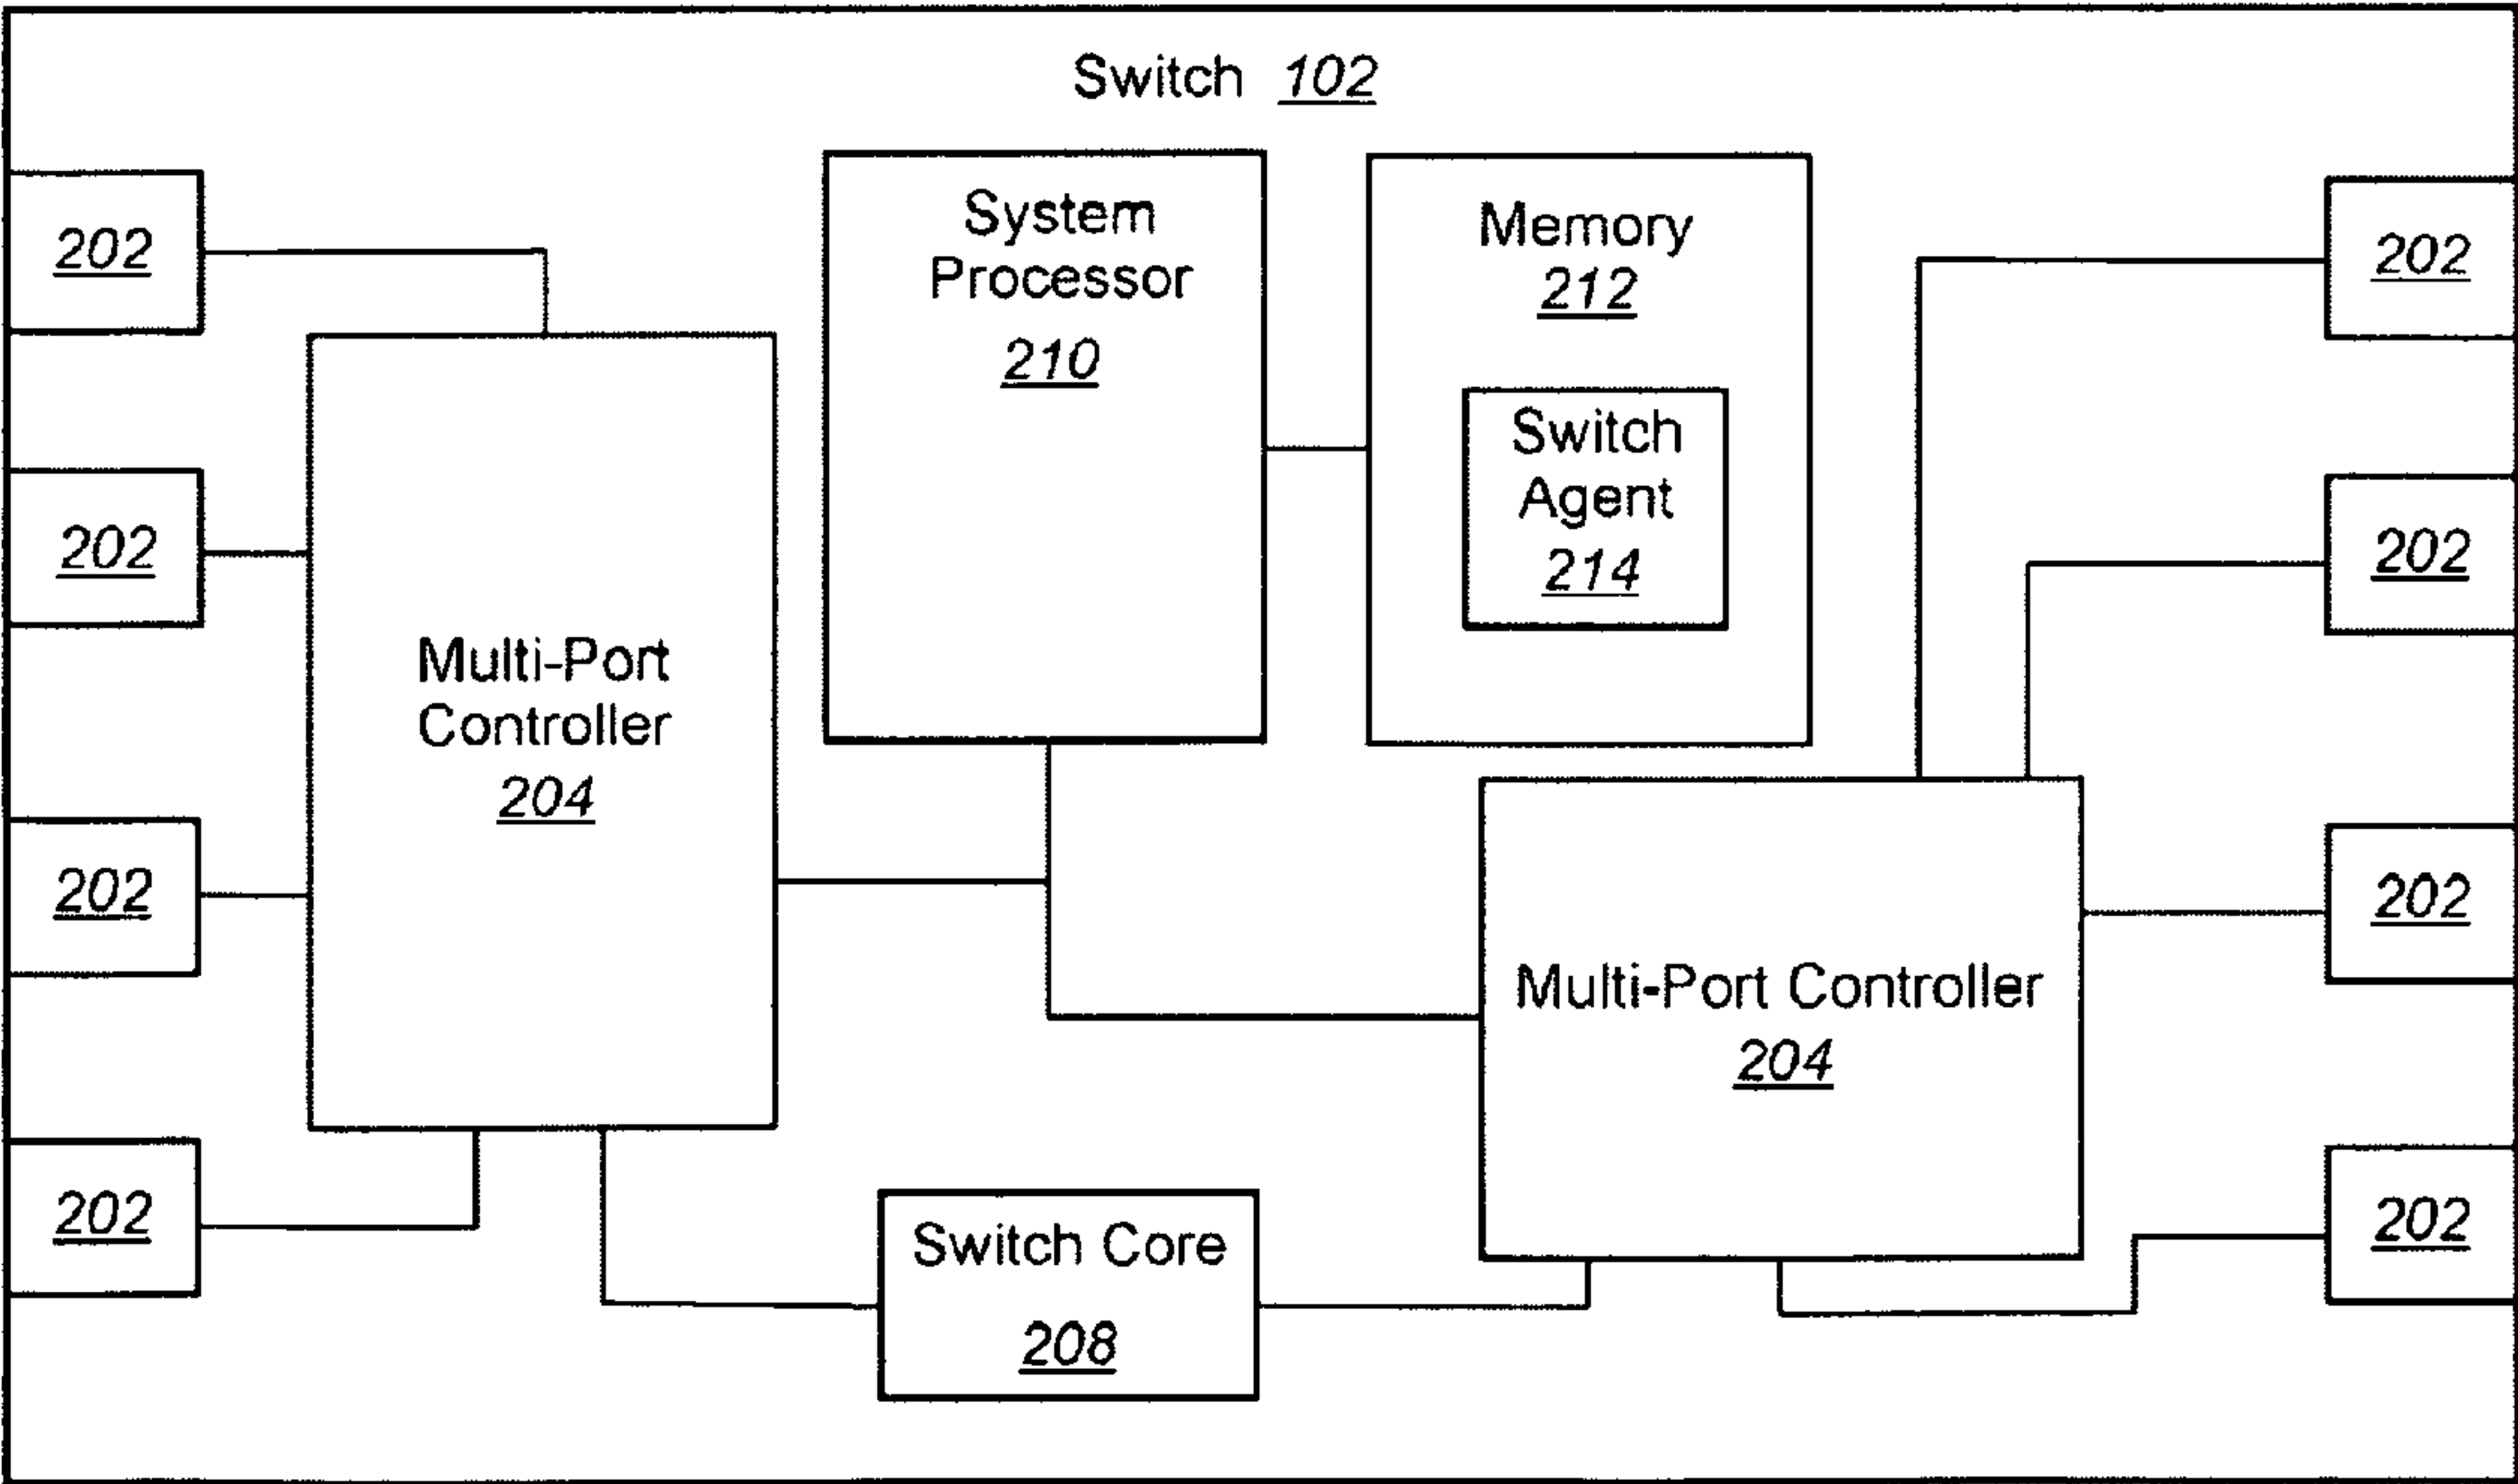 Switch 102
202
202
202
202
Multi-Port
Controller
204
System
Processor
210
Memory
212
Switch
Agent
214
Switch Core
208
Multi-Port Controller
204
202
202
202
202